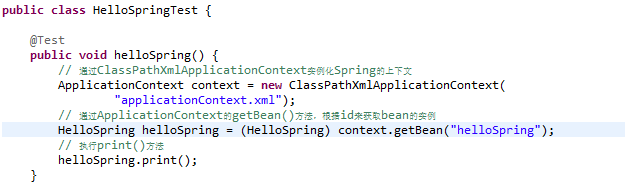 public class HelloSpringTest {
@Test
public void helloSpring() {
// 通过ClassPathXmlApplicationContext实例化Spring的上下文
ApplicationContext context = new ClassPathXmlApplicationContext(
"applicationContext.xml");
// 通过ApplicationContext的getBean()方法，根据id来获取bean的实例
HelloSpring helloSpring = (HelloSpring) context.getBean("helloSpring");
// 执行print()方法
helloSpring.print();
}